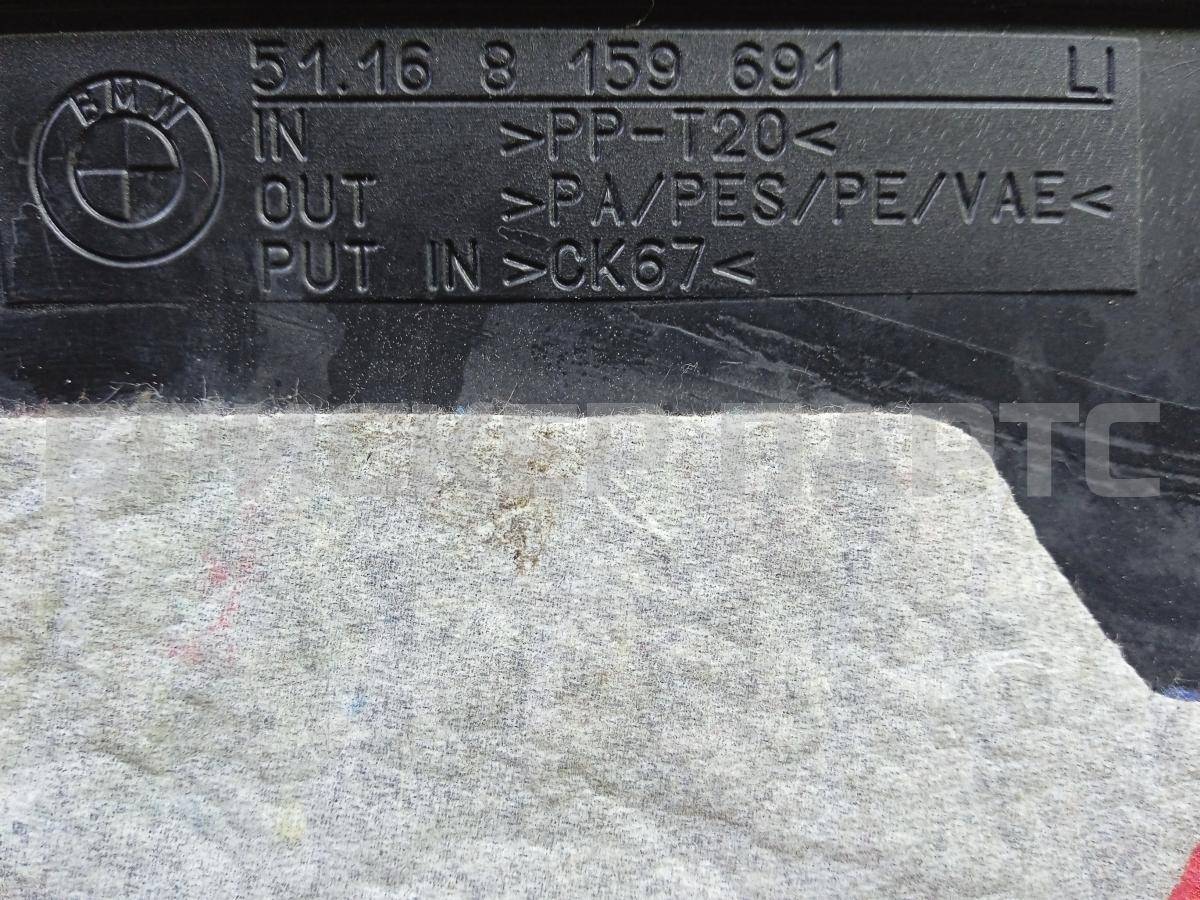 51.16 8 159 691 LI
BMW
IN >PP-T20<
OUT >PA/PES/PE/VAE<
PUT IN >CK67<